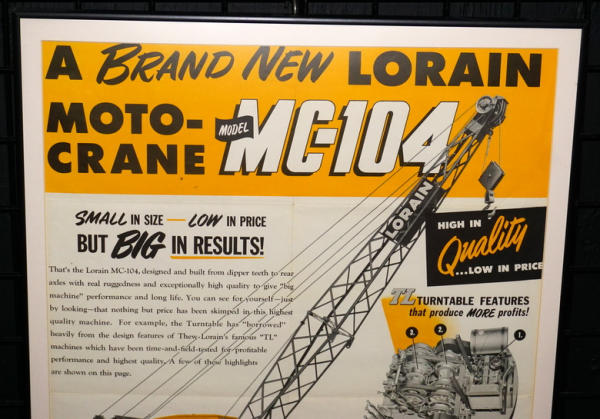 A BRAND NEW LORAIN
MOTO-
CRANE
MODEL
MC-104
SMALL IN SIZE — LOW IN PRICE
BUT BIG IN RESULTS!
That's the Lorain MC-104, designed and built from dipper teeth to rear
axles with real ruggedness and exceptionally high quality to give "big
machine" performance and long life. You can see for yourself—just
by looking—that nothing but price has been skimped in this highest
quality machine. For example, the Turntable has "borrowed"
heavily from the design features of Thew-Lorain's famous "TL"
machines which have been time-and-field-tested for profitable
performance and highest quality. A few of these highlights
are shown on this page.
LORAIN
HIGH IN
Quality
...LOW IN PRICE
TL TURNTABLE FEATURES
that produce MORE profits!
3. 2. 1.